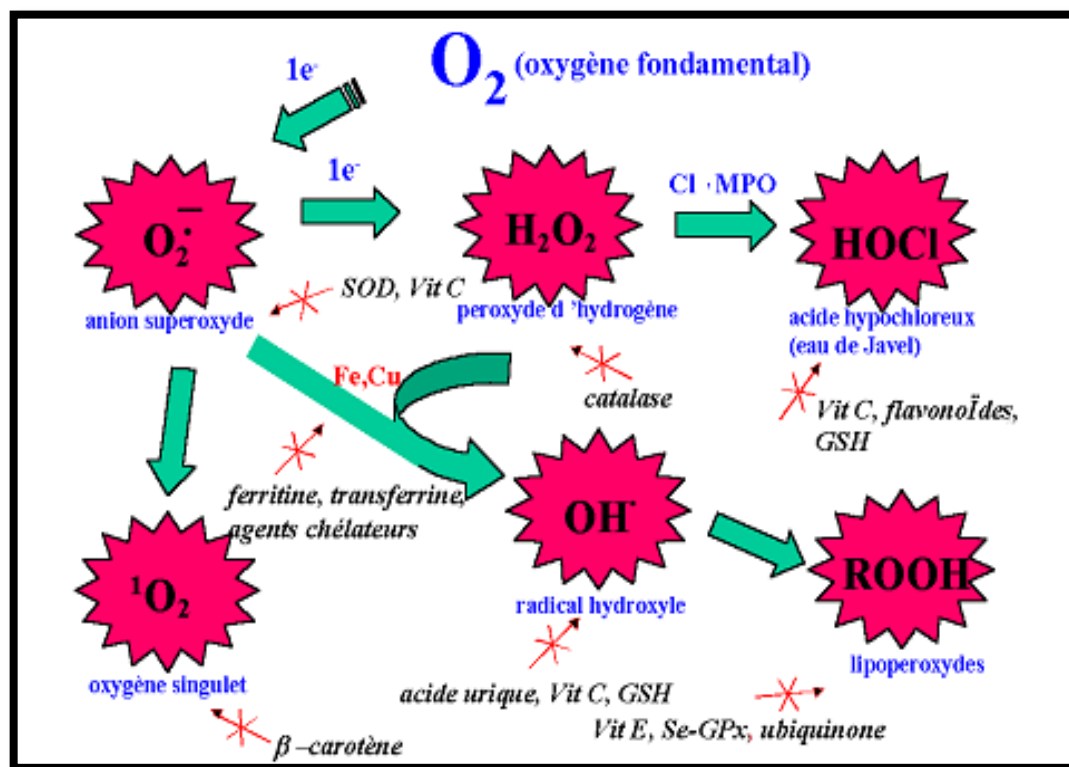 O₂ (oxygène fondamental)
1e⁻
1e⁻
Cl⁻·MPO
O₂·⁻
H₂O₂
HOCl
anion superoxyde
SOD, Vit C
peroxyde d ’hydrogène
acide hypochloreux
(eau de Javel)
Fe,Cu
catalase
Vit C, flavonoÏdes,
GSH
ferritine, transferrine,
agents chélateurs
OH·
¹O₂
ROOH
radical hydroxyle
oxygène singulet
lipoperoxydes
acide urique, Vit C, GSH
Vit E, Se-GPx, ubiquinone
β –carotène